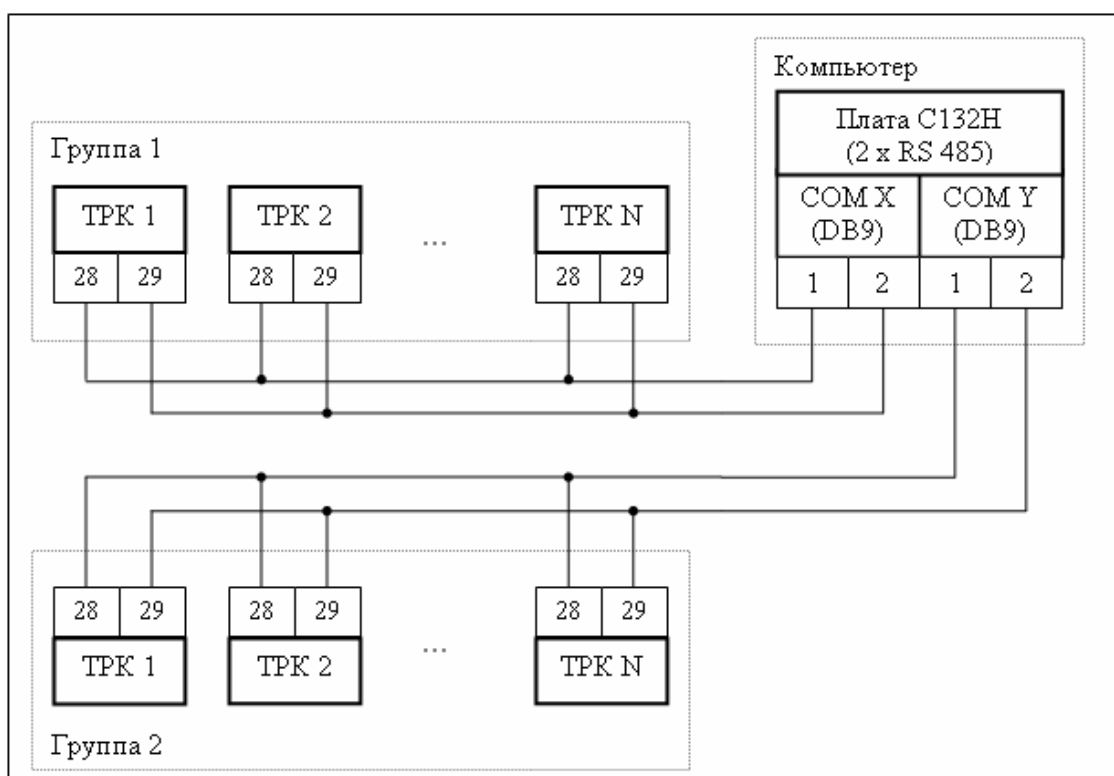 Компьютер
Плата C132H
(2 x RS 485)
COM X
(DB9)
COM Y
(DB9)
1 2 1 2
Группа 1
ТРК 1 ТРК 2 ... ТРК N
28 29 28 29 28 29
28 29 28 29 28 29
ТРК 1 ТРК 2 ... ТРК N
Группа 2